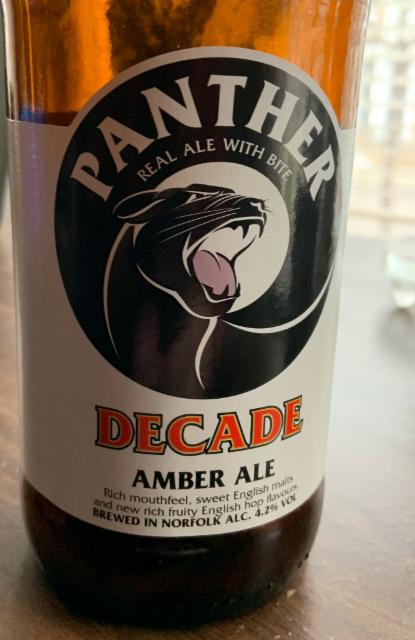 PANTHER
REAL ALE WITH BITE
DECADE
AMBER ALE
Rich mouthfeel, sweet English malts
and new rich fruity English hop flavours.
BREWED IN NORFOLK ALC. 4.2% VOL